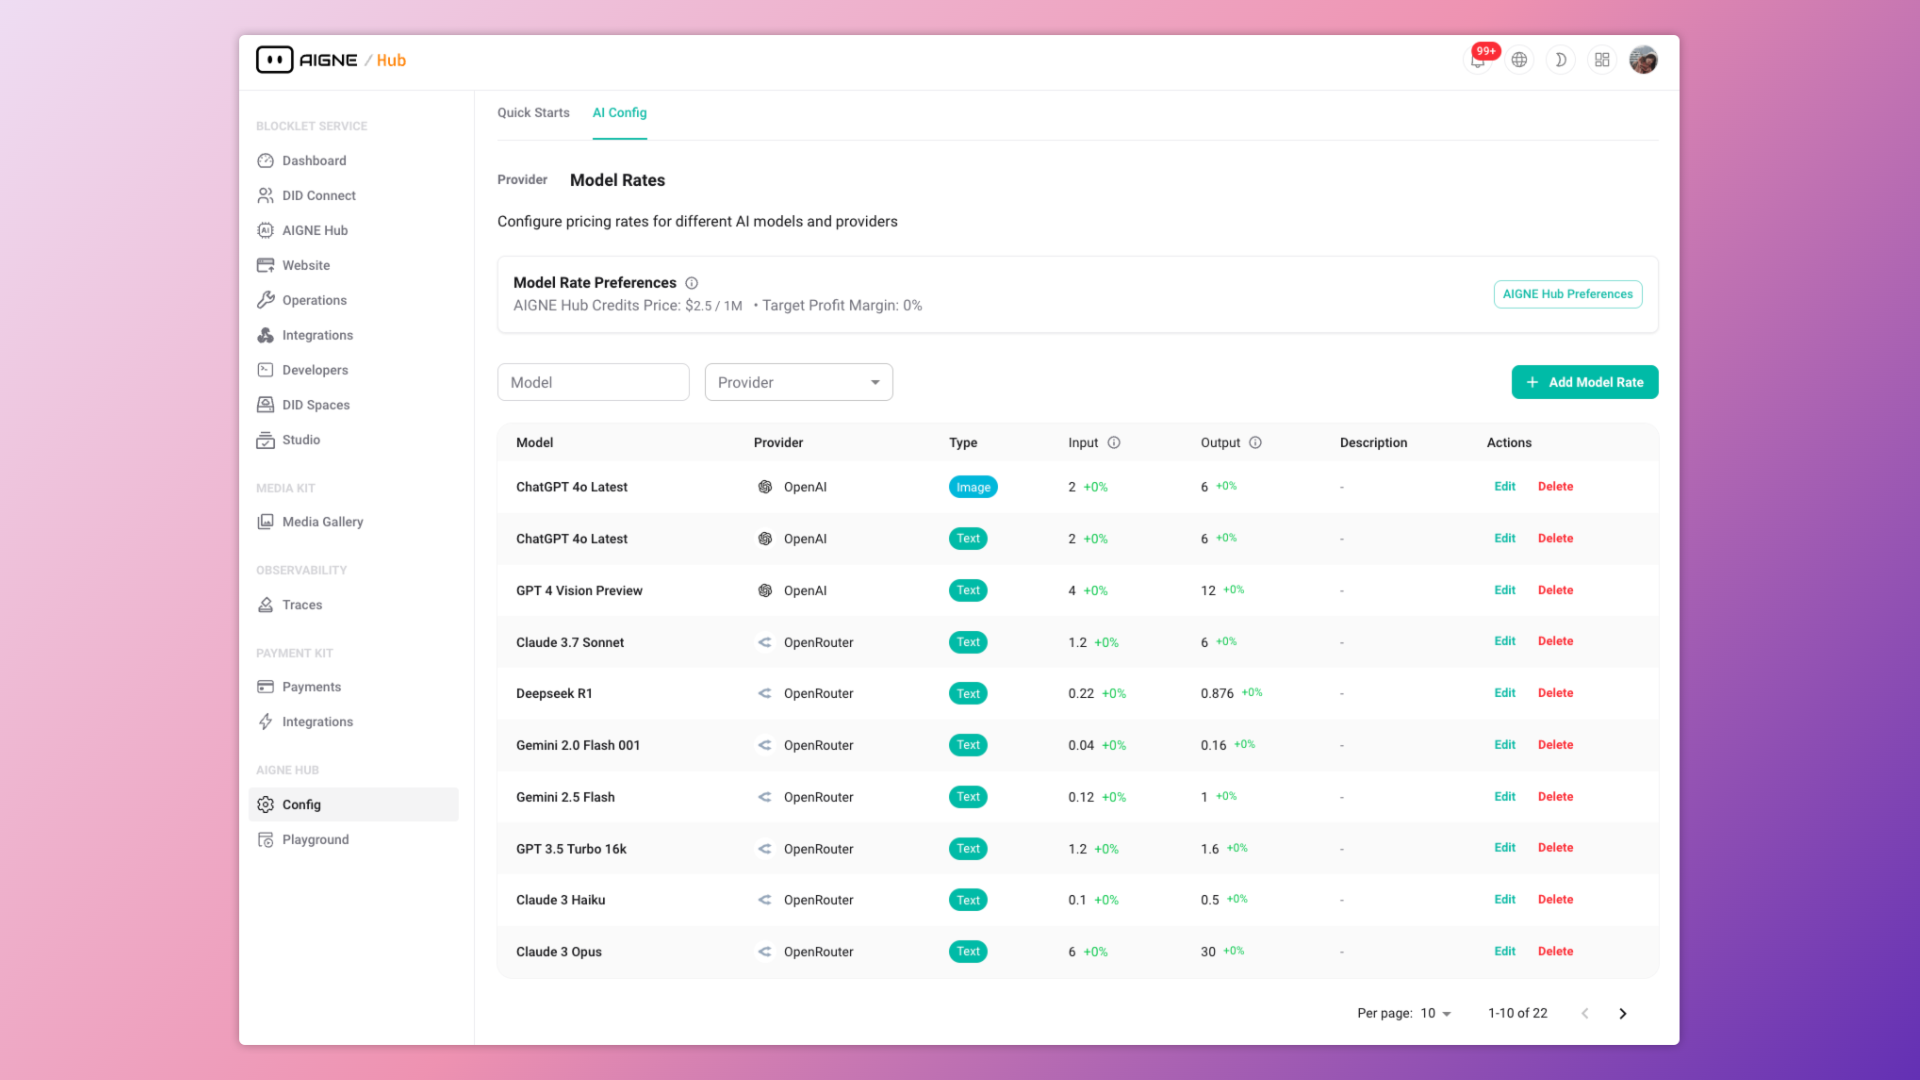 AIGNE / Hub
99+
BLOCKLET SERVICE
Dashboard
DID Connect
AIGNE Hub
Website
Operations
Integrations
Developers
DID Spaces
Studio
MEDIA KIT
Media Gallery
OBSERVABILITY
Traces
PAYMENT KIT
Payments
Integrations
AIGNE HUB
Config
Playground
Quick Starts AI Config
Provider Model Rates
Configure pricing rates for different AI models and providers
Model Rate Preferences
AIGNE Hub Credits Price: $2.5 / 1M • Target Profit Margin: 0%
AIGNE Hub Preferences
Model Provider + Add Model Rate
Model Provider Type Input Output Description Actions
ChatGPT 4o Latest OpenAI Image 2 +0% 6 +0% - Edit Delete
ChatGPT 4o Latest OpenAI Text 2 +0% 6 +0% - Edit Delete
GPT 4 Vision Preview OpenAI Text 4 +0% 12 +0% - Edit Delete
Claude 3.7 Sonnet OpenRouter Text 1.2 +0% 6 +0% - Edit Delete
Deepseek R1 OpenRouter Text 0.22 +0% 0.876 +0% - Edit Delete
Gemini 2.0 Flash 001 OpenRouter Text 0.04 +0% 0.16 +0% - Edit Delete
Gemini 2.5 Flash OpenRouter Text 0.12 +0% 1 +0% - Edit Delete
GPT 3.5 Turbo 16k OpenRouter Text 1.2 +0% 1.6 +0% - Edit Delete
Claude 3 Haiku OpenRouter Text 0.1 +0% 0.5 +0% - Edit Delete
Claude 3 Opus OpenRouter Text 6 +0% 30 +0% - Edit Delete
Per page: 10 1-10 of 22